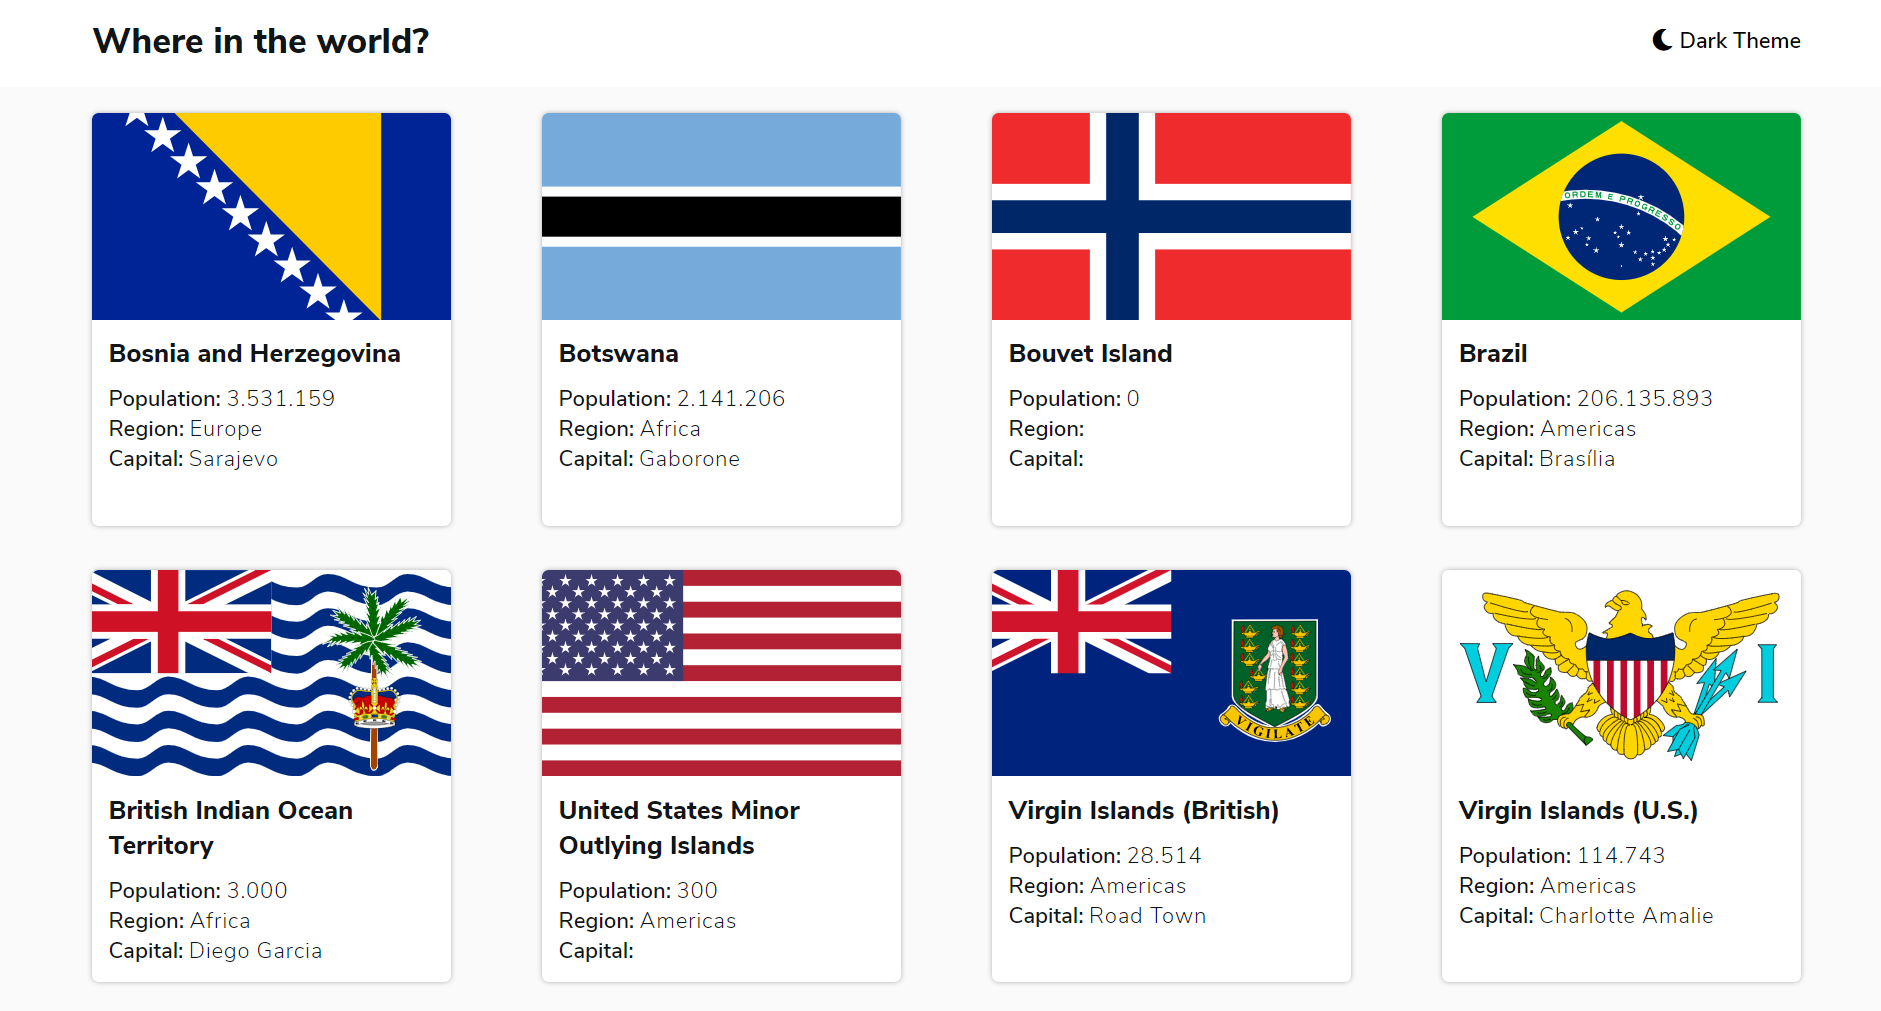 Where in the world?
Dark Theme
ORDEM E PROGRESSO
Bosnia and Herzegovina
Population: 3.531.159
Region: Europe
Capital: Sarajevo
Botswana
Population: 2.141.206
Region: Africa
Capital: Gaborone
Bouvet Island
Population: 0
Region:
Capital:
Brazil
Population: 206.135.893
Region: Americas
Capital: Brasília
VIGILATE
V I
British Indian Ocean
Territory
Population: 3.000
Region: Africa
Capital: Diego Garcia
United States Minor
Outlying Islands
Population: 300
Region: Americas
Capital:
Virgin Islands (British)
Population: 28.514
Region: Americas
Capital: Road Town
Virgin Islands (U.S.)
Population: 114.743
Region: Americas
Capital: Charlotte Amalie